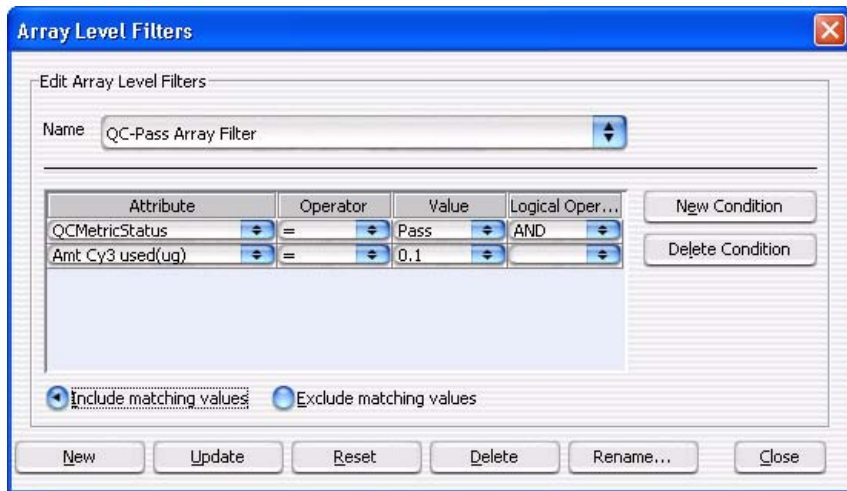 Array Level Filters
Edit Array Level Filters
Name QC-Pass Array Filter
Attribute Operator Value Logical Oper...
QCMetricStatus = Pass AND
Amt Cy3 used(ug) = 0.1
New Condition
Delete Condition
Include matching values Exclude matching values
New Update Reset Delete Rename... Close